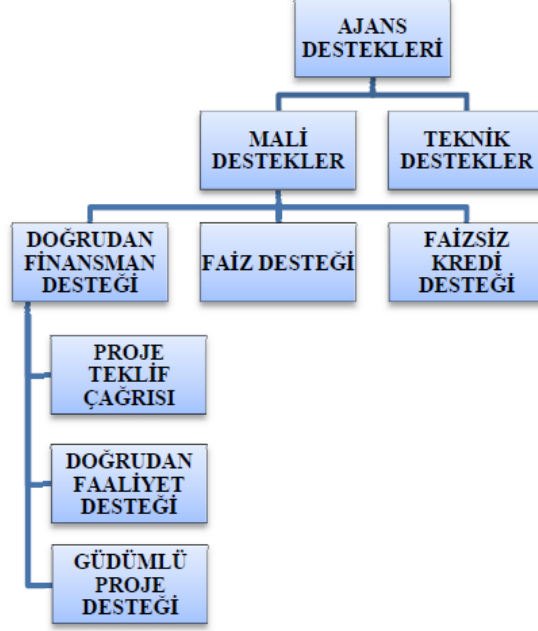 AJANS
DESTEKLERİ
MALİ
DESTEKLER
TEKNİK
DESTEKLER
DOĞRUDAN
FİNANSMAN
DESTEĞİ
FAİZ DESTEĞİ
FAİZSİZ
KREDİ
DESTEĞİ
PROJE
TEKLİF
ÇAĞRISI
DOĞRUDAN
FAALİYET
DESTEĞİ
GÜDÜMLÜ
PROJE
DESTEĞİ